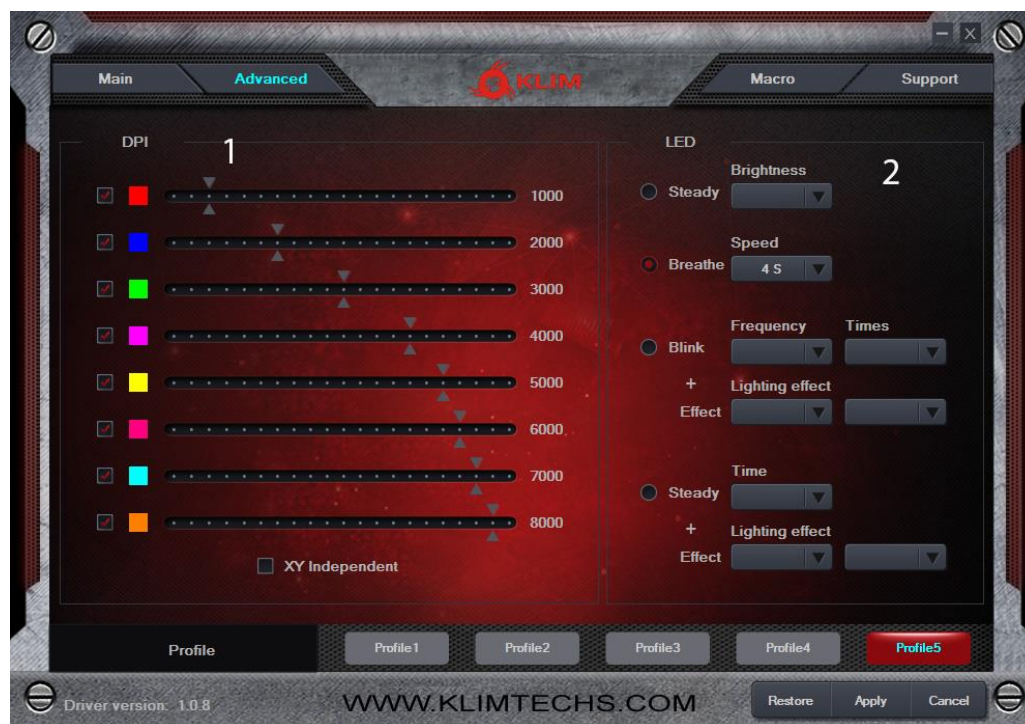 Main
Advanced
KLIM
Macro
Support
DPI
1
1000
2000
3000
4000
5000
6000
7000
8000
XY Independent
LED
2
Brightness
Steady
Speed
Breathe
4 S
Frequency Times
Blink
+ Lighting effect
Effect
Time
Steady
+ Lighting effect
Effect
Profile
Profile1
Profile2
Profile3
Profile4
Profile5
Driver version: 1.0.8
WWW.KLIMTECHS.COM
Restore
Apply
Cancel